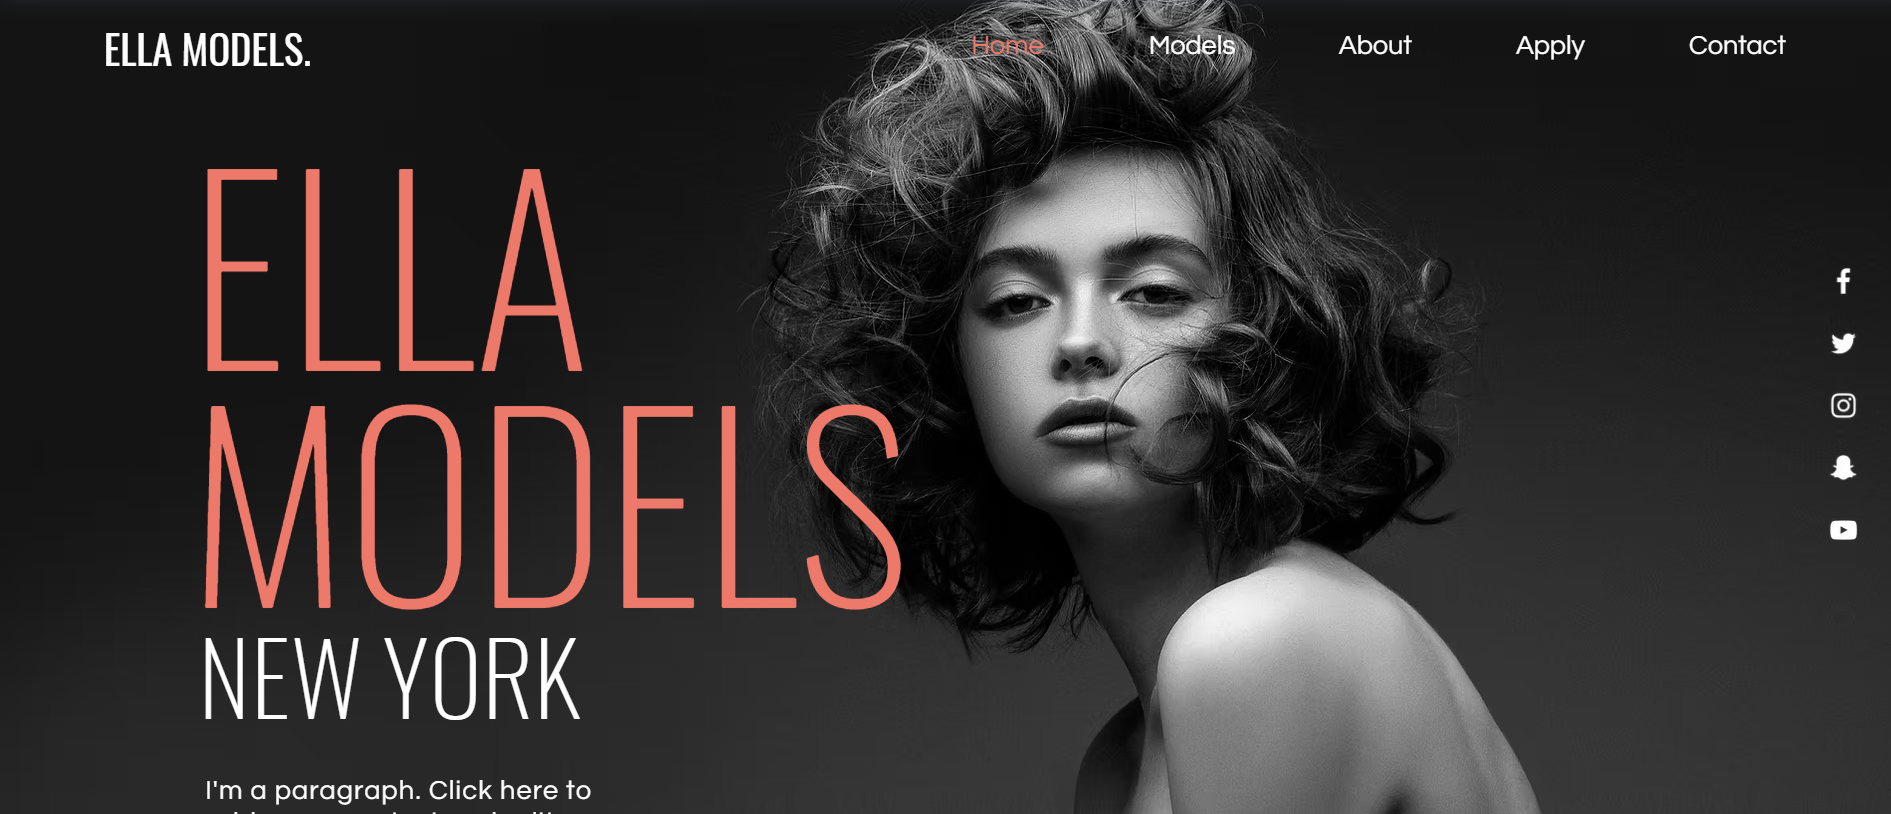 ELLA MODELS.
Home Models About Apply Contact
ELLA
MODELS
NEW YORK
I'm a paragraph. Click here to